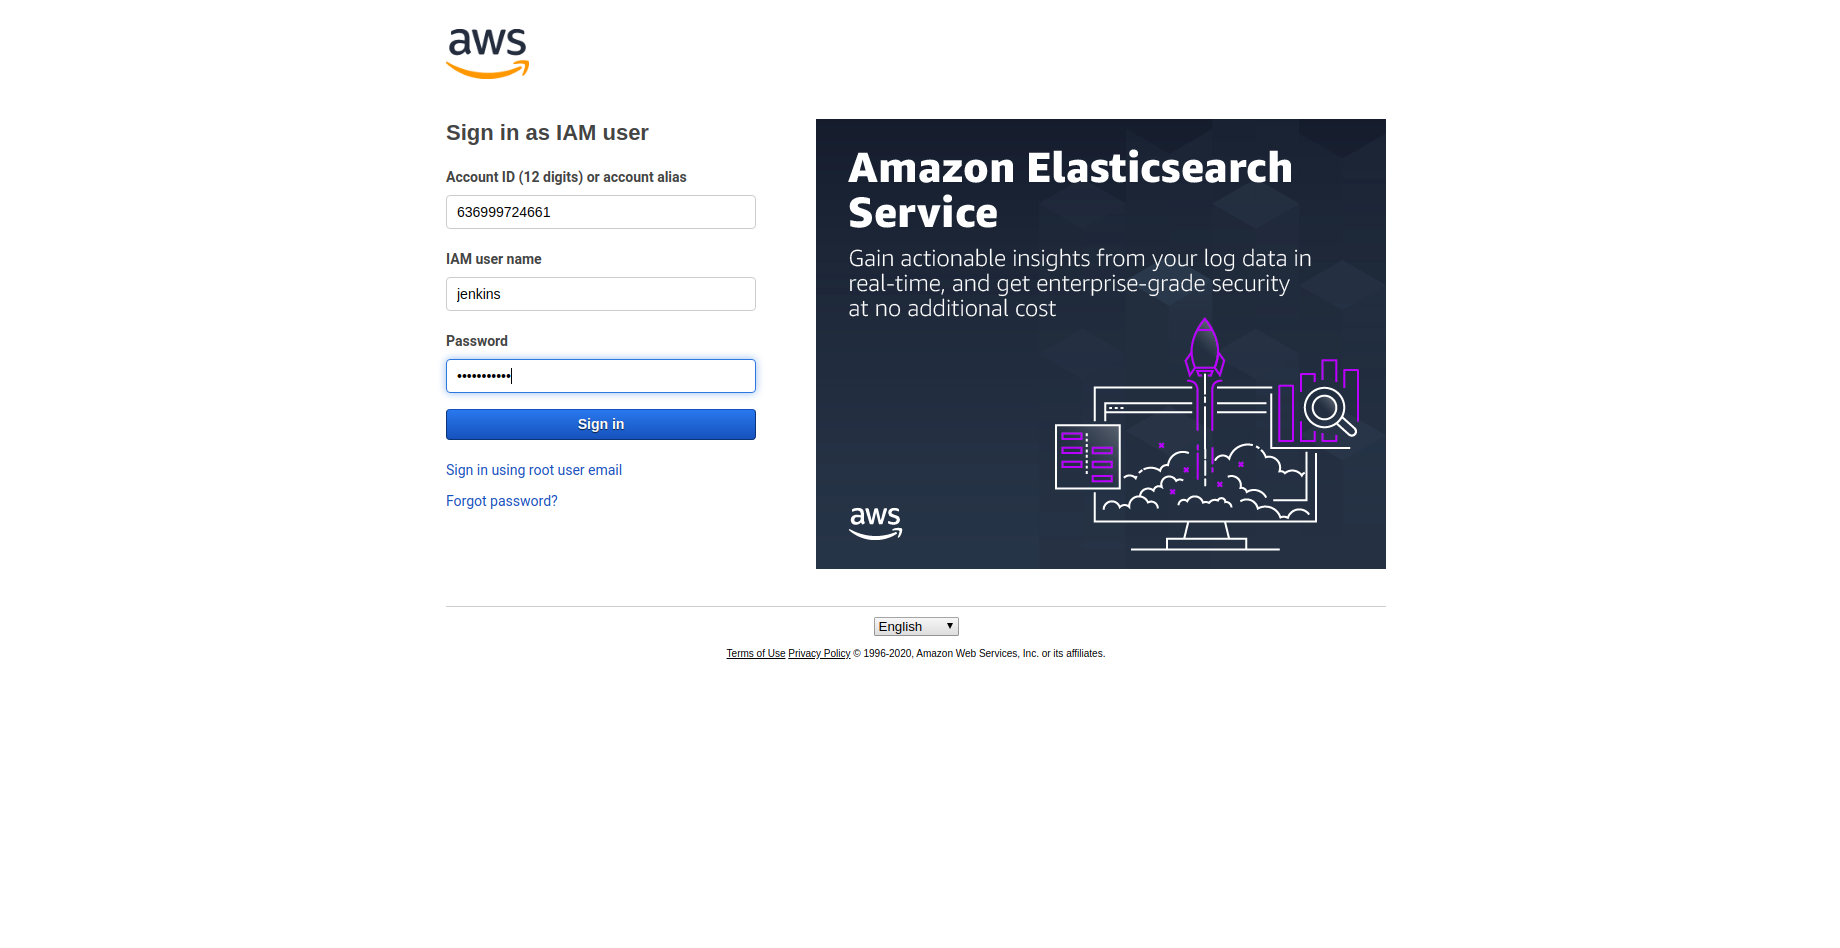 aws
Sign in as IAM user
Account ID (12 digits) or account alias
636999724661
IAM user name
jenkins
Password
•••••••••••
Sign in
Sign in using root user email
Forgot password?
Amazon Elasticsearch
Service
Gain actionable insights from your log data in
real-time, and get enterprise-grade security
at no additional cost
aws
English
Terms of Use Privacy Policy © 1996-2020, Amazon Web Services, Inc. or its affiliates.